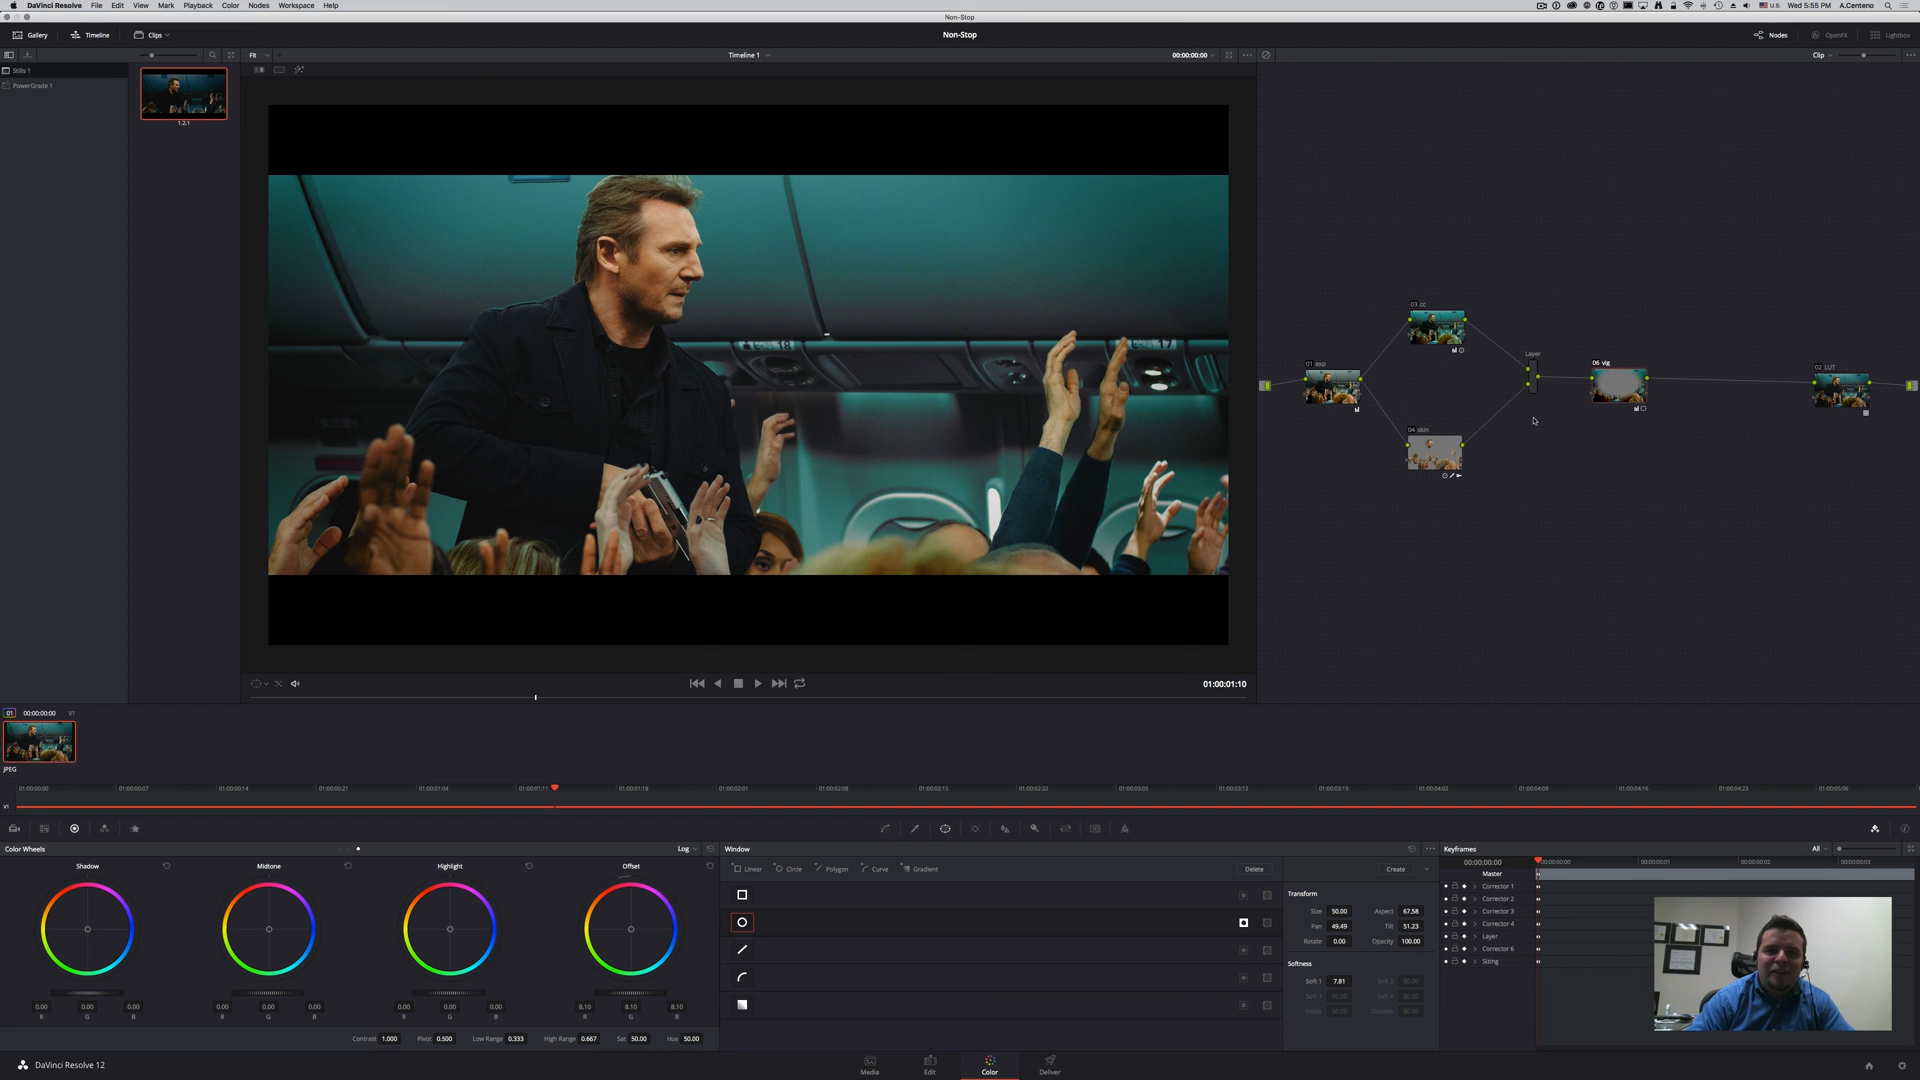 DaVinci Resolve File Edit View Mark Playback Color Nodes Workspace Help
U.S. Wed 5:55 PM A.Centeno
Non-Stop
Gallery Timeline Clips Non-Stop Nodes OpenFX Lightbox
Fit Timeline 1 00:00:00:00 Clip
Stills 1
PowerGrade 1
1.2.1
03 cc
Layer
01 exp
06 vig
02 LUT
04 skin
01:00:01:10
01 00:00:00:00 V1
JPEG
01:00:00:00 01:00:00:07 01:00:00:14 01:00:00:21 01:00:01:04 01:00:01:11 01:00:01:18 01:00:02:01 01:00:02:08 01:00:02:15 01:00:02:22 01:00:03:05 01:00:03:12 01:00:03:19 01:00:04:02 01:00:04:09 01:00:04:16 01:00:04:23 01:00:05:06
V1
Color Wheels Log
Shadow Midtone Highlight Offset
0.00 0.00 0.00 0.00 0.00 0.00 0.00 0.00 0.00 8.10 8.10 8.10
R G B R G B R G B R G B
Contrast 1.000 Pivot 0.500 Low Range 0.333 High Range 0.667 Sat 50.00 Hue 50.00
Window
Linear Circle Polygon Curve Gradient Delete Create
Transform
Size 50.00 Aspect 67.58
Pan 49.49 Tilt 51.23
Rotate 0.00 Opacity 100.00
Softness
Soft 1 7.81 Soft 2 50.00
Soft 3 50.00 Soft 4 50.00
Inside 50.00 Outside 50.00
Keyframes All
00:00:00:00 00:00:00:00 00:00:00:01 00:00:00:02 00:00:00:03
Master
Corrector 1
Corrector 2
Corrector 3
Corrector 4
Layer
Corrector 6
Sizing
DaVinci Resolve 12
Media Edit Color Deliver